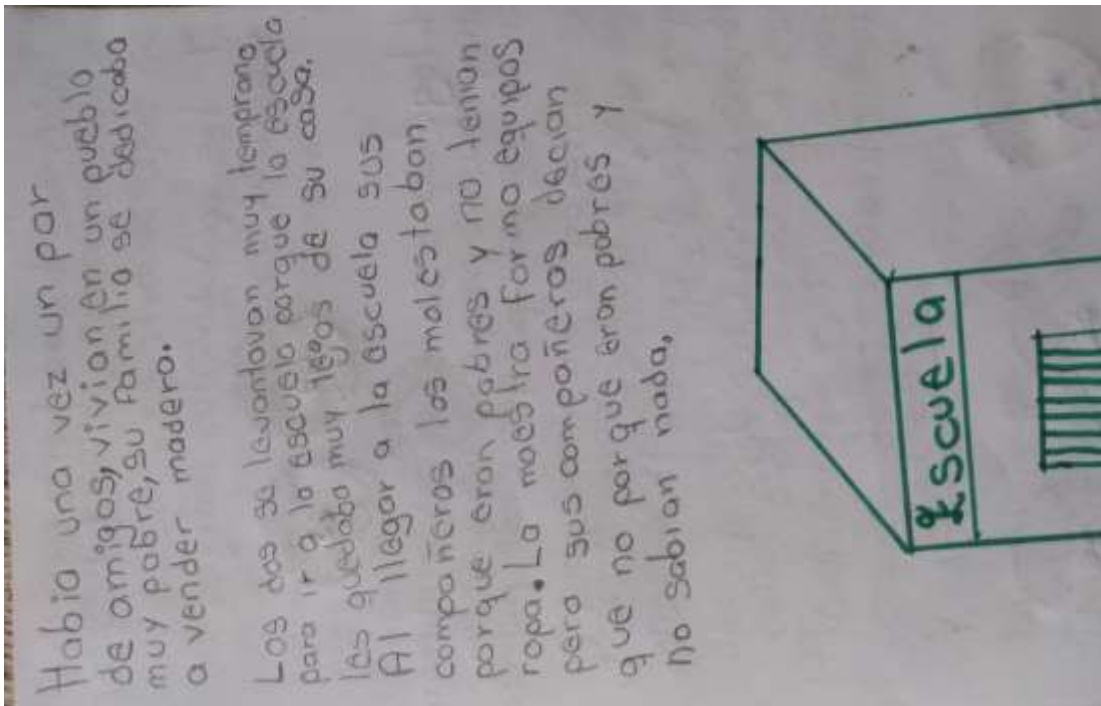 Habia una vez un par
de amigos, vivian en un pueblo
muy pobre, su familia se dedicaba
a vender madera.
Los dos se levantavan muy temprano
para ir a la escuela porque la escuela
les quedaba muy legos de su casa.
Al llegar a la escuela sus
compañeros los molestaban
porque eran pobres y no tenian
ropa. La maestra formo equipos
pero sus compañeros decian
que no porque eran pobres y
no sabian nada.
Escuela